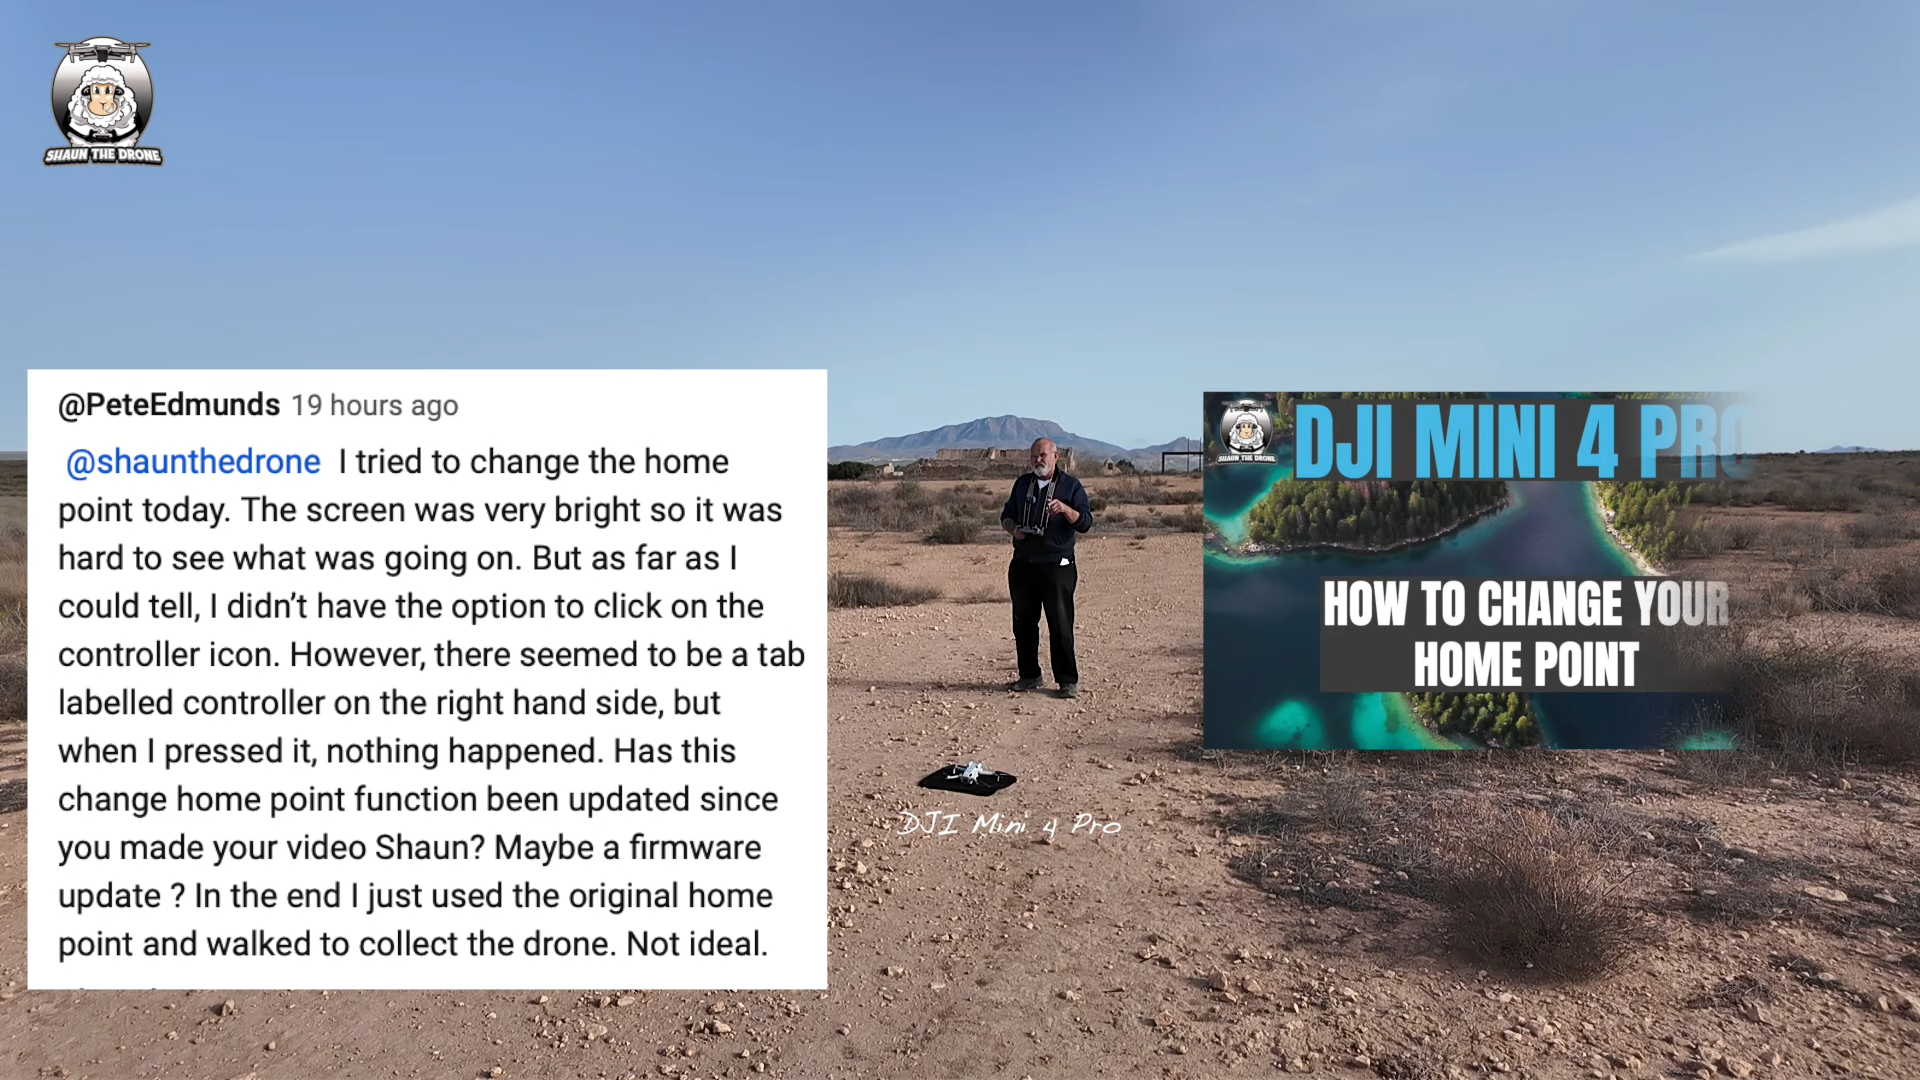 SHAUN THE DRONE
@PeteEdmunds 19 hours ago
@shaunthedrone I tried to change the home
point today. The screen was very bright so it was
hard to see what was going on. But as far as I
could tell, I didn’t have the option to click on the
controller icon. However, there seemed to be a tab
labelled controller on the right hand side, but
when I pressed it, nothing happened. Has this
change home point function been updated since
you made your video Shaun? Maybe a firmware
update ? In the end I just used the original home
point and walked to collect the drone. Not ideal.
SHAUN THE DRONE
DJI MINI 4 PRO
HOW TO CHANGE YOUR
HOME POINT
DJI Mini 4 Pro